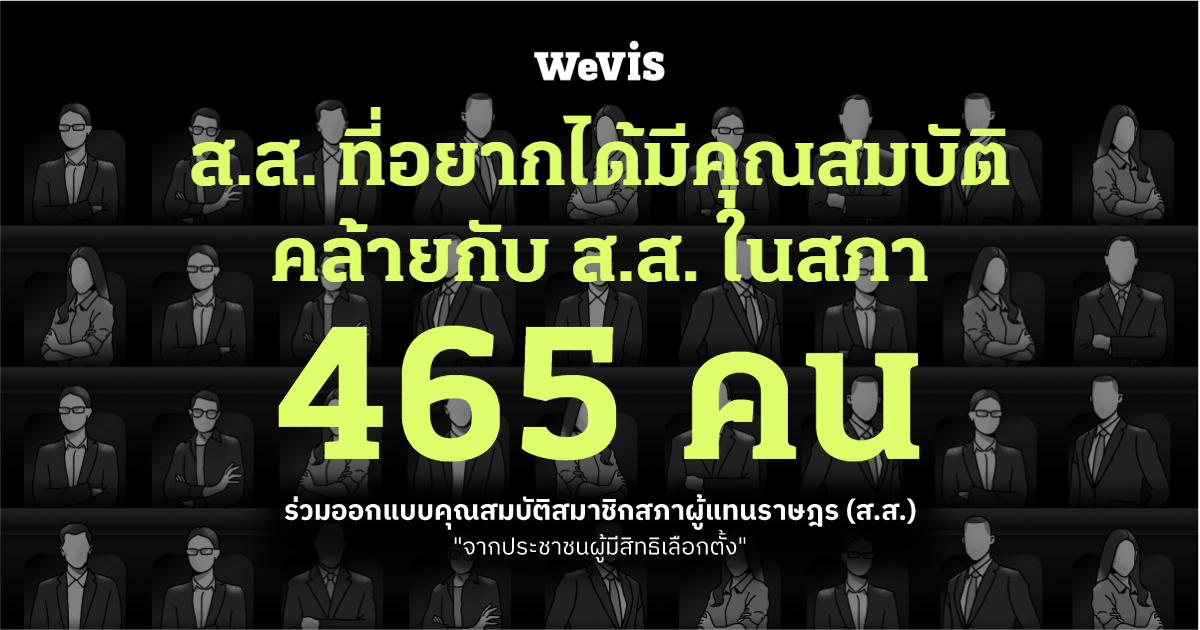 WeVIS
ส.ส. ที่อยากได้มีคุณสมบัติ
คล้ายกับ ส.ส. ในสภา
465 คน
ร่วมออกแบบคุณสมบัติสมาชิกสภาผู้แทนราษฎร (ส.ส.)
"จากประชาชนผู้มีสิทธิเลือกตั้ง"